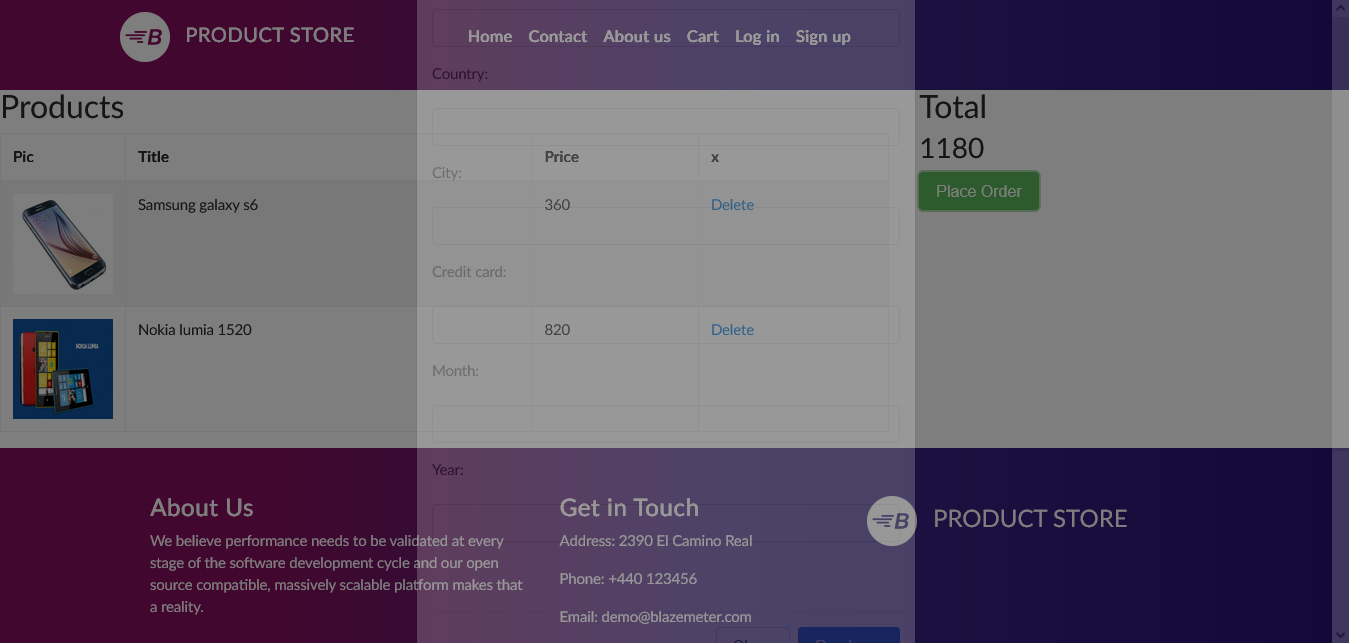 PRODUCT STORE
Home Contact About us Cart Log in Sign up
Country:
Products
Total
Pic Title Price x
1180
City:
Place Order
Samsung galaxy s6 360 Delete
Credit card:
Nokia lumia 1520 820 Delete
NOKIA LUMIA
Month:
Year:
About Us
We believe performance needs to be validated at every
stage of the software development cycle and our open
source compatible, massively scalable platform makes that
a reality.
Get in Touch
Address: 2390 El Camino Real
Phone: +440 123456
Email: demo@blazemeter.com
B PRODUCT STORE